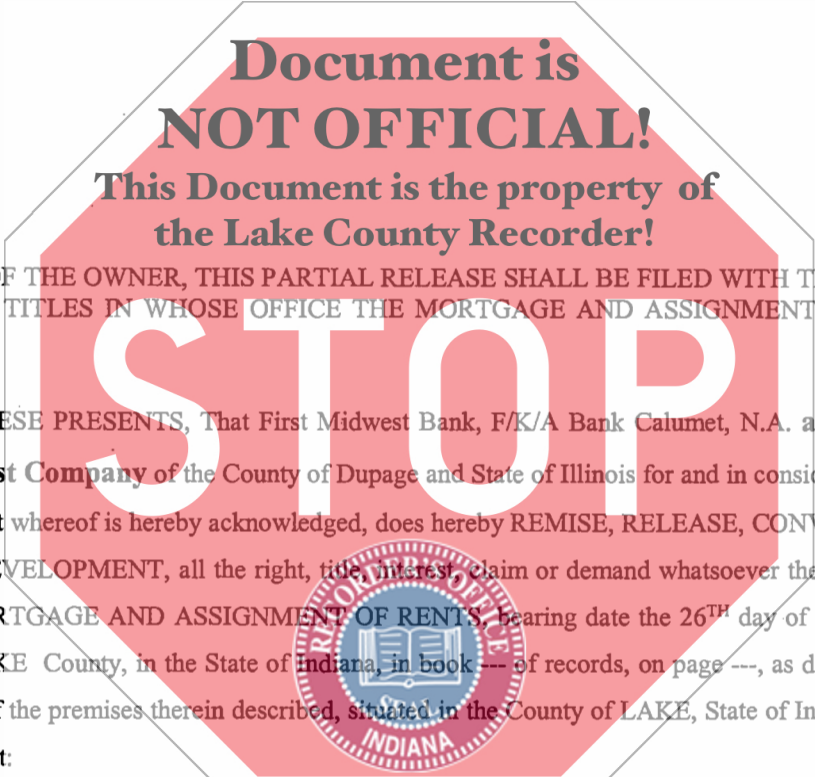 Document is
NOT OFFICIAL!
This Document is the property of
the Lake County Recorder!
F THE OWNER, THIS PARTIAL RELEASE SHALL BE FILED WITH T
TITLES IN WHOSE OFFICE THE MORTGAGE AND ASSIGNMENT
STOP
ESE PRESENTS, That First Midwest Bank, F/K/A Bank Calumet, N.A. a
st Company of the County of Dupage and State of Illinois for and in consid
t whereof is hereby acknowledged, does hereby REMISE, RELEASE, CONV
VELOPMENT, all the right, title, interest, claim or demand whatsoever the
RTGAGE AND ASSIGNMENT OF RENTS, bearing date the 26TH day of
KE County, in the State of Indiana, in book --- of records, on page ---, as d
f the premises therein described, situated in the County of LAKE, State of In
t:
RECORDER'S OFFICE
SEAL
INDIANA